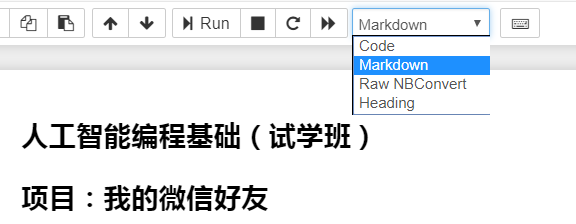 Run
Markdown
Code
Markdown
Raw NBConvert
Heading
人工智能编程基础（试学班）
项目：我的微信好友